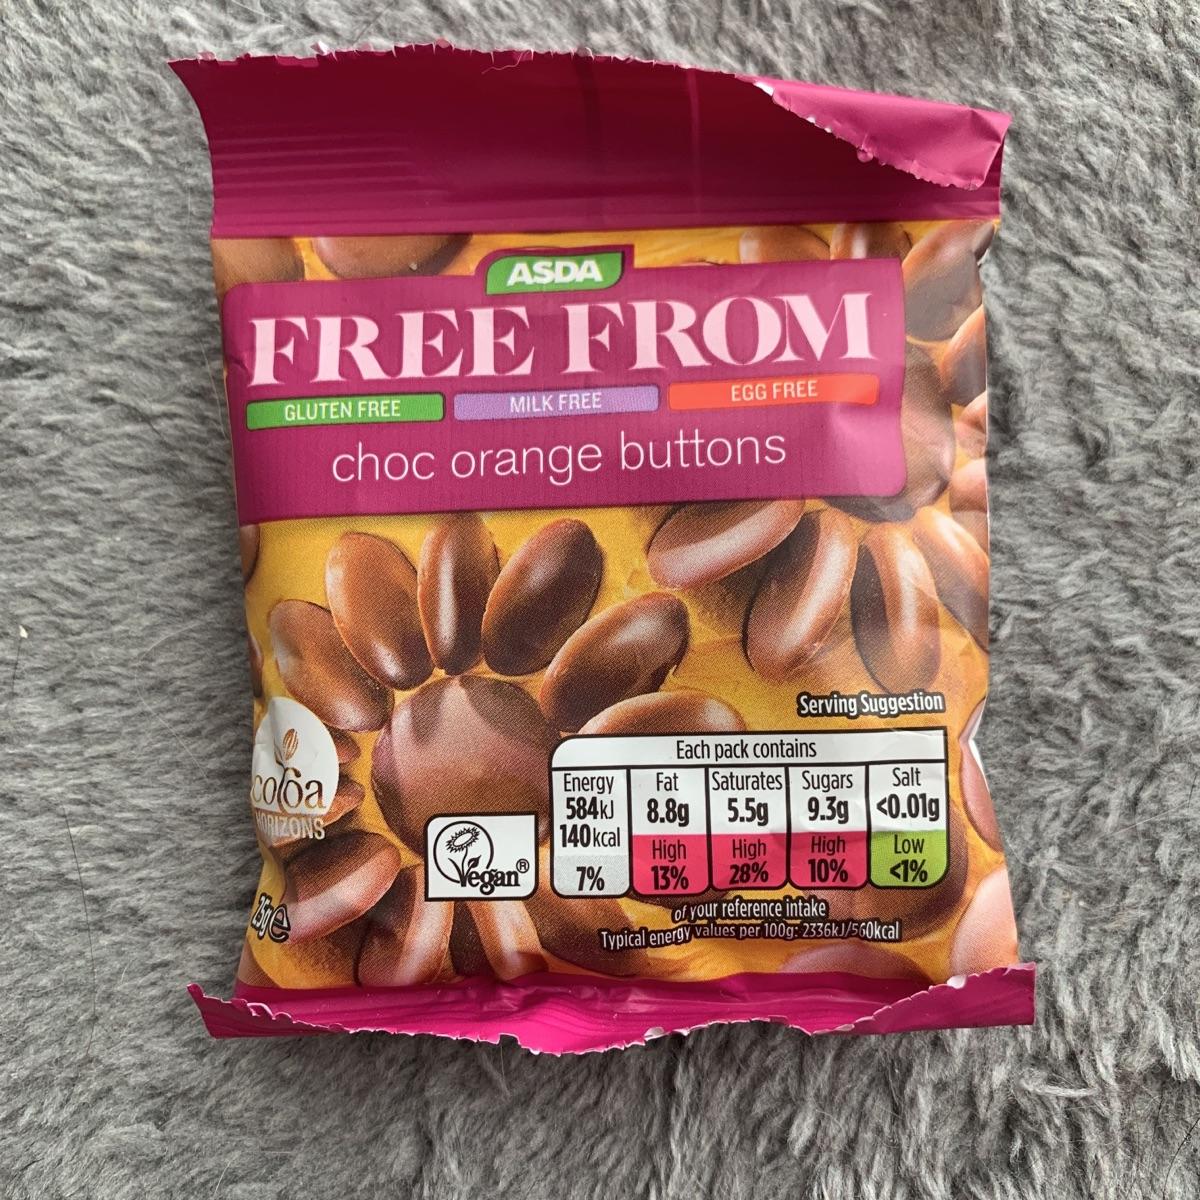 ASDA
FREE FROM
GLUTEN FREE MILK FREE EGG FREE
choc orange buttons
Serving Suggestion
Each pack contains
Energy Fat Saturates Sugars Salt
584kJ 8.8g 5.5g 9.3g <0.01g
140kcal High High High Low
7% 13% 28% 10% <1%
of your reference intake
Typical energy values per 100g: 2336kJ/560kcal
cocoa
HORIZONS
Vegan®
25g e